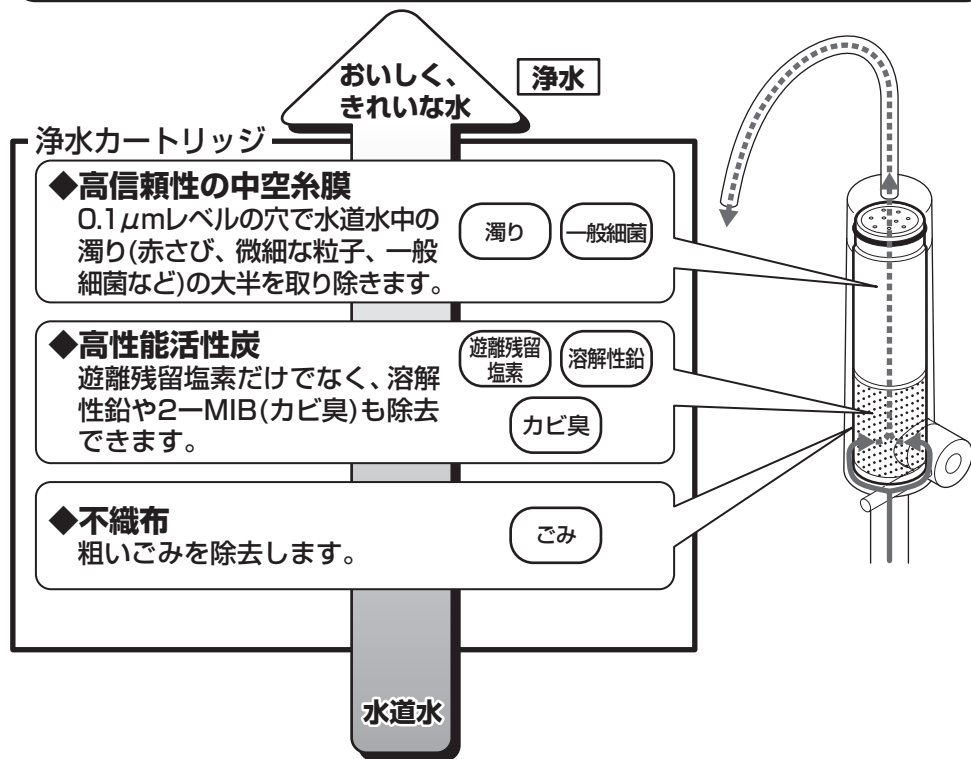 おいしく、
きれいな水
浄水
浄水カートリッジ
◆高信頼性の中空糸膜
0.1μmレベルの穴で水道水中の
濁り(赤さび、微細な粒子、一般
細菌など)の大半を取り除きます。
濁り
一般細菌
◆高性能活性炭
遊離残留塩素だけでなく、溶解
性鉛や2ーMIB(カビ臭)も除去
できます。
遊離残留
塩素
溶解性鉛
カビ臭
◆不織布
粗いごみを除去します。
ごみ
水道水